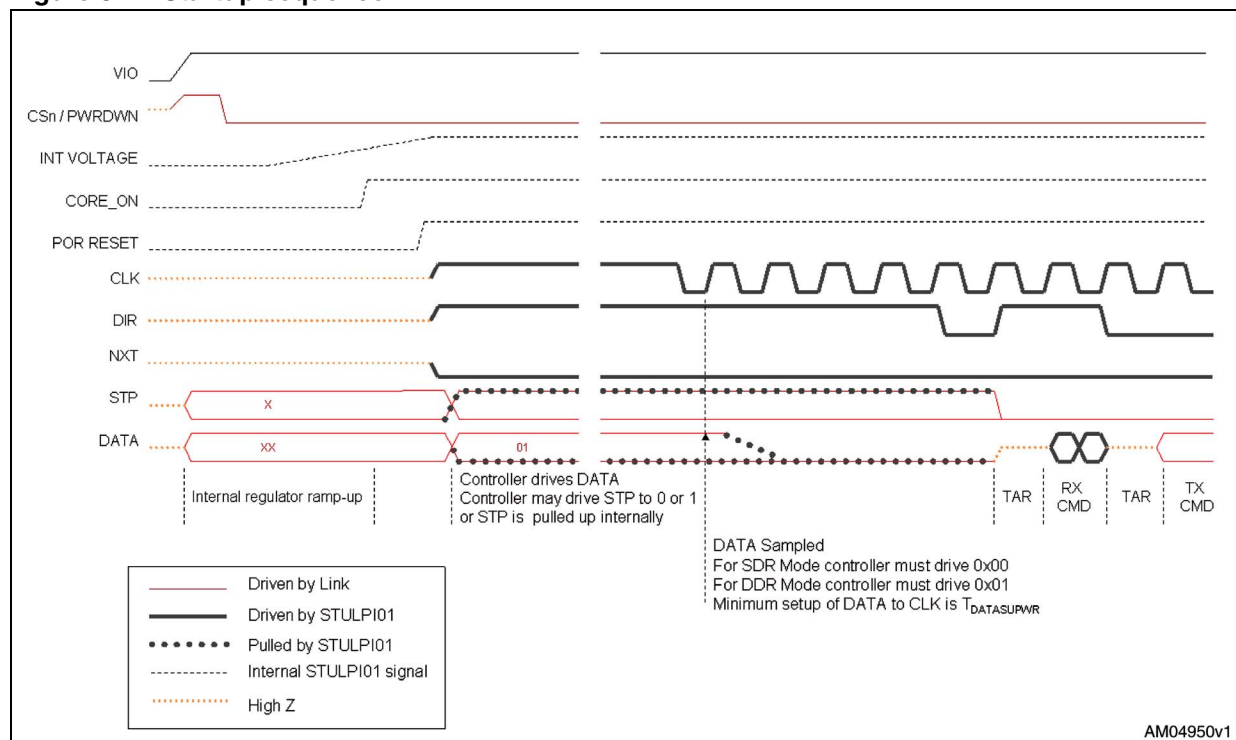 VIO
CSn / PWRDWN
INT VOLTAGE
CORE_ON
POR RESET
CLK
DIR
NXT
STP
X
DATA
XX
01
Internal regulator ramp-up
Controller drives DATA
Controller may drive STP to 0 or 1
or STP is pulled up internally
TAR
RX
CMD
TAR
TX
CMD
DATA Sampled
For SDR Mode controller must drive 0x00
For DDR Mode controller must drive 0x01
Minimum setup of DATA to CLK is TDATASUPWR
Driven by Link
Driven by STULPI01
Pulled by STULPI01
Internal STULPI01 signal
High Z
AM04950v1